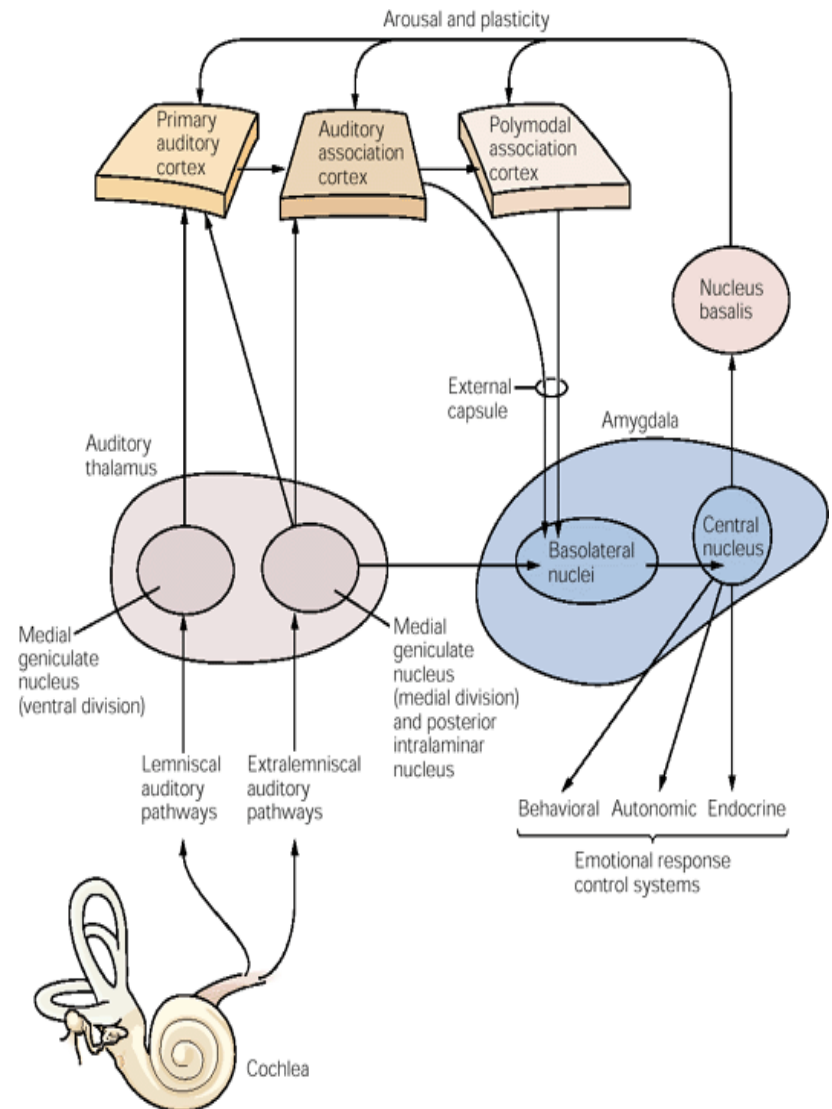 Arousal and plasticity
Primary
auditory
cortex
Auditory
association
cortex
Polymodal
association
cortex
Nucleus
basalis
External
capsule
Amygdala
Auditory
thalamus
Basolateral
nuclei
Central
nucleus
Medial
geniculate
nucleus
(ventral division)
Medial
geniculate
nucleus
(medial division)
and posterior
intralaminar
nucleus
Lemniscal
auditory
pathways
Extralemniscal
auditory
pathways
Behavioral
Autonomic
Endocrine
Emotional response
control systems
Cochlea